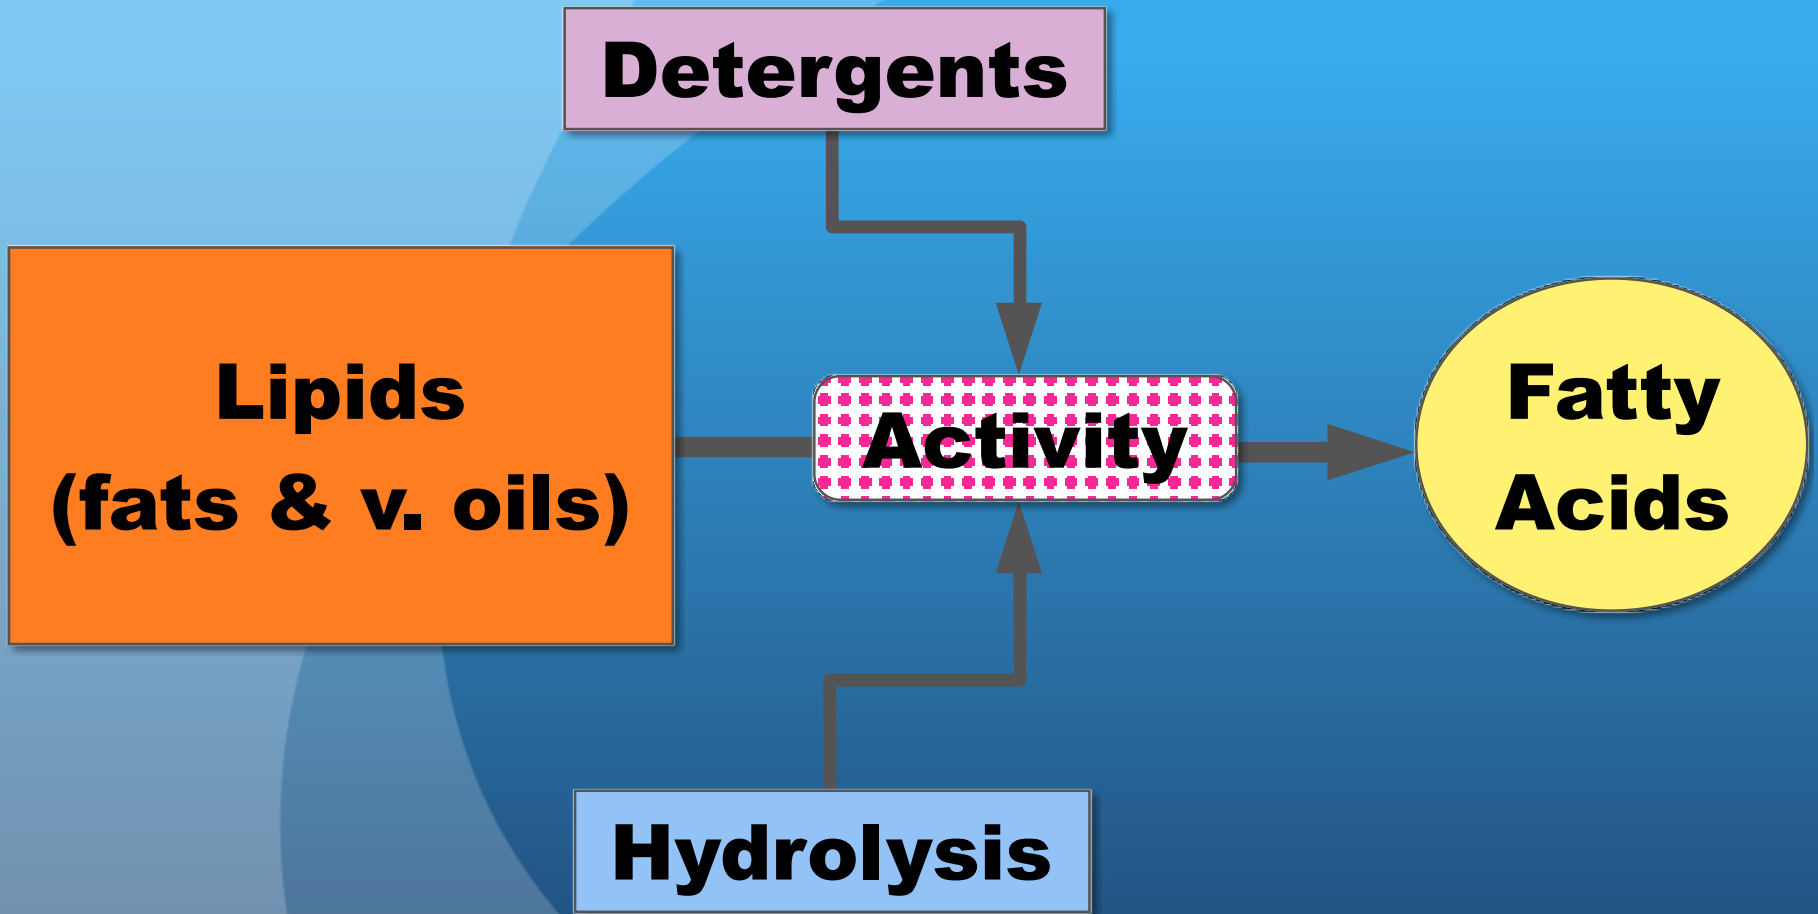 Detergents
Lipids
(fats & v. oils)
Activity
Fatty
Acids
Hydrolysis